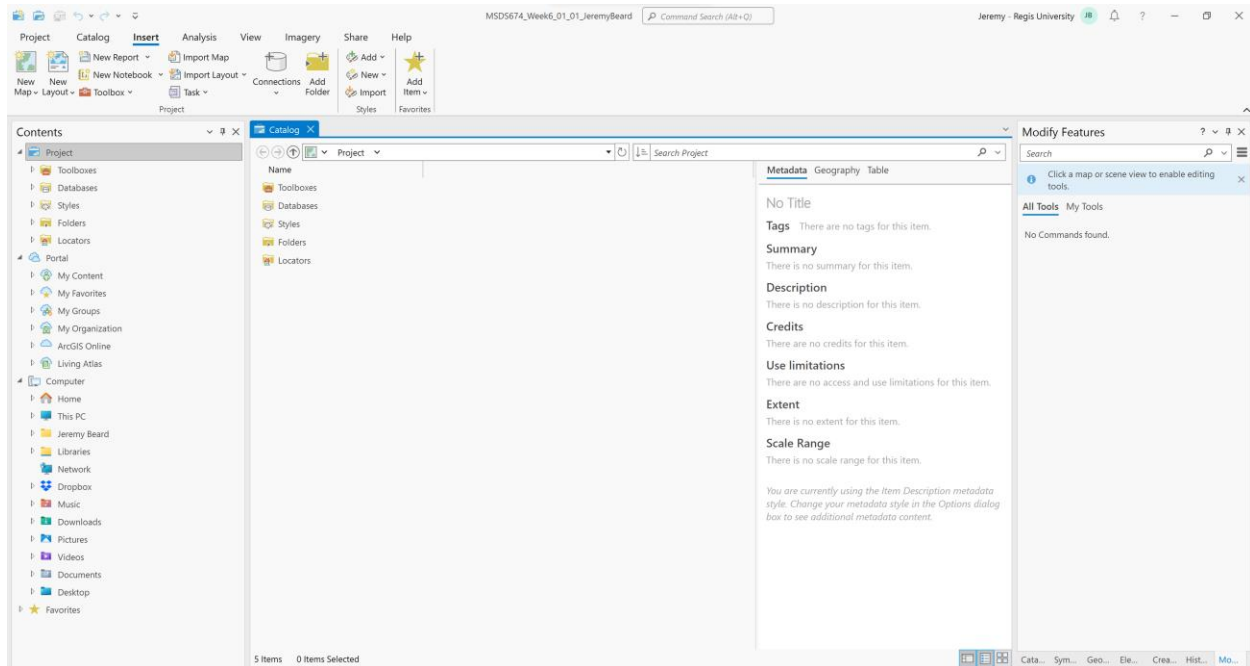 MSDS674_Week6_01_01_JeremyBeard
Command Search (Alt+Q)
Jeremy - Regis University
JB
?
Project Catalog Insert Analysis View Imagery Share Help
New Map
New Layout
New Report
New Notebook
Toolbox
Import Map
Import Layout
Task
Connections
Add Folder
Add
New
Import
Add Item
Project
Styles
Favorites
Contents
Project
Toolboxes
Databases
Styles
Folders
Locators
Portal
My Content
My Favorites
My Groups
My Organization
ArcGIS Online
Living Atlas
Computer
Home
This PC
Jeremy Beard
Libraries
Network
Dropbox
Music
Downloads
Pictures
Videos
Documents
Desktop
Favorites
Catalog
Project
Search Project
Name
Toolboxes
Databases
Styles
Folders
Locators
5 Items 0 Items Selected
Metadata Geography Table
No Title
Tags There are no tags for this item.
Summary
There is no summary for this item.
Description
There is no description for this item.
Credits
There are no credits for this item.
Use limitations
There are no access and use limitations for this item.
Extent
There is no extent for this item.
Scale Range
There is no scale range for this item.
You are currently using the Item Description metadata
style. Change your metadata style in the Options dialog
box to see additional metadata content.
Modify Features
?
Search
Click a map or scene view to enable editing
tools.
All Tools My Tools
No Commands found.
Cata... Sym... Geo... Ele... Crea... Hist... Mo...